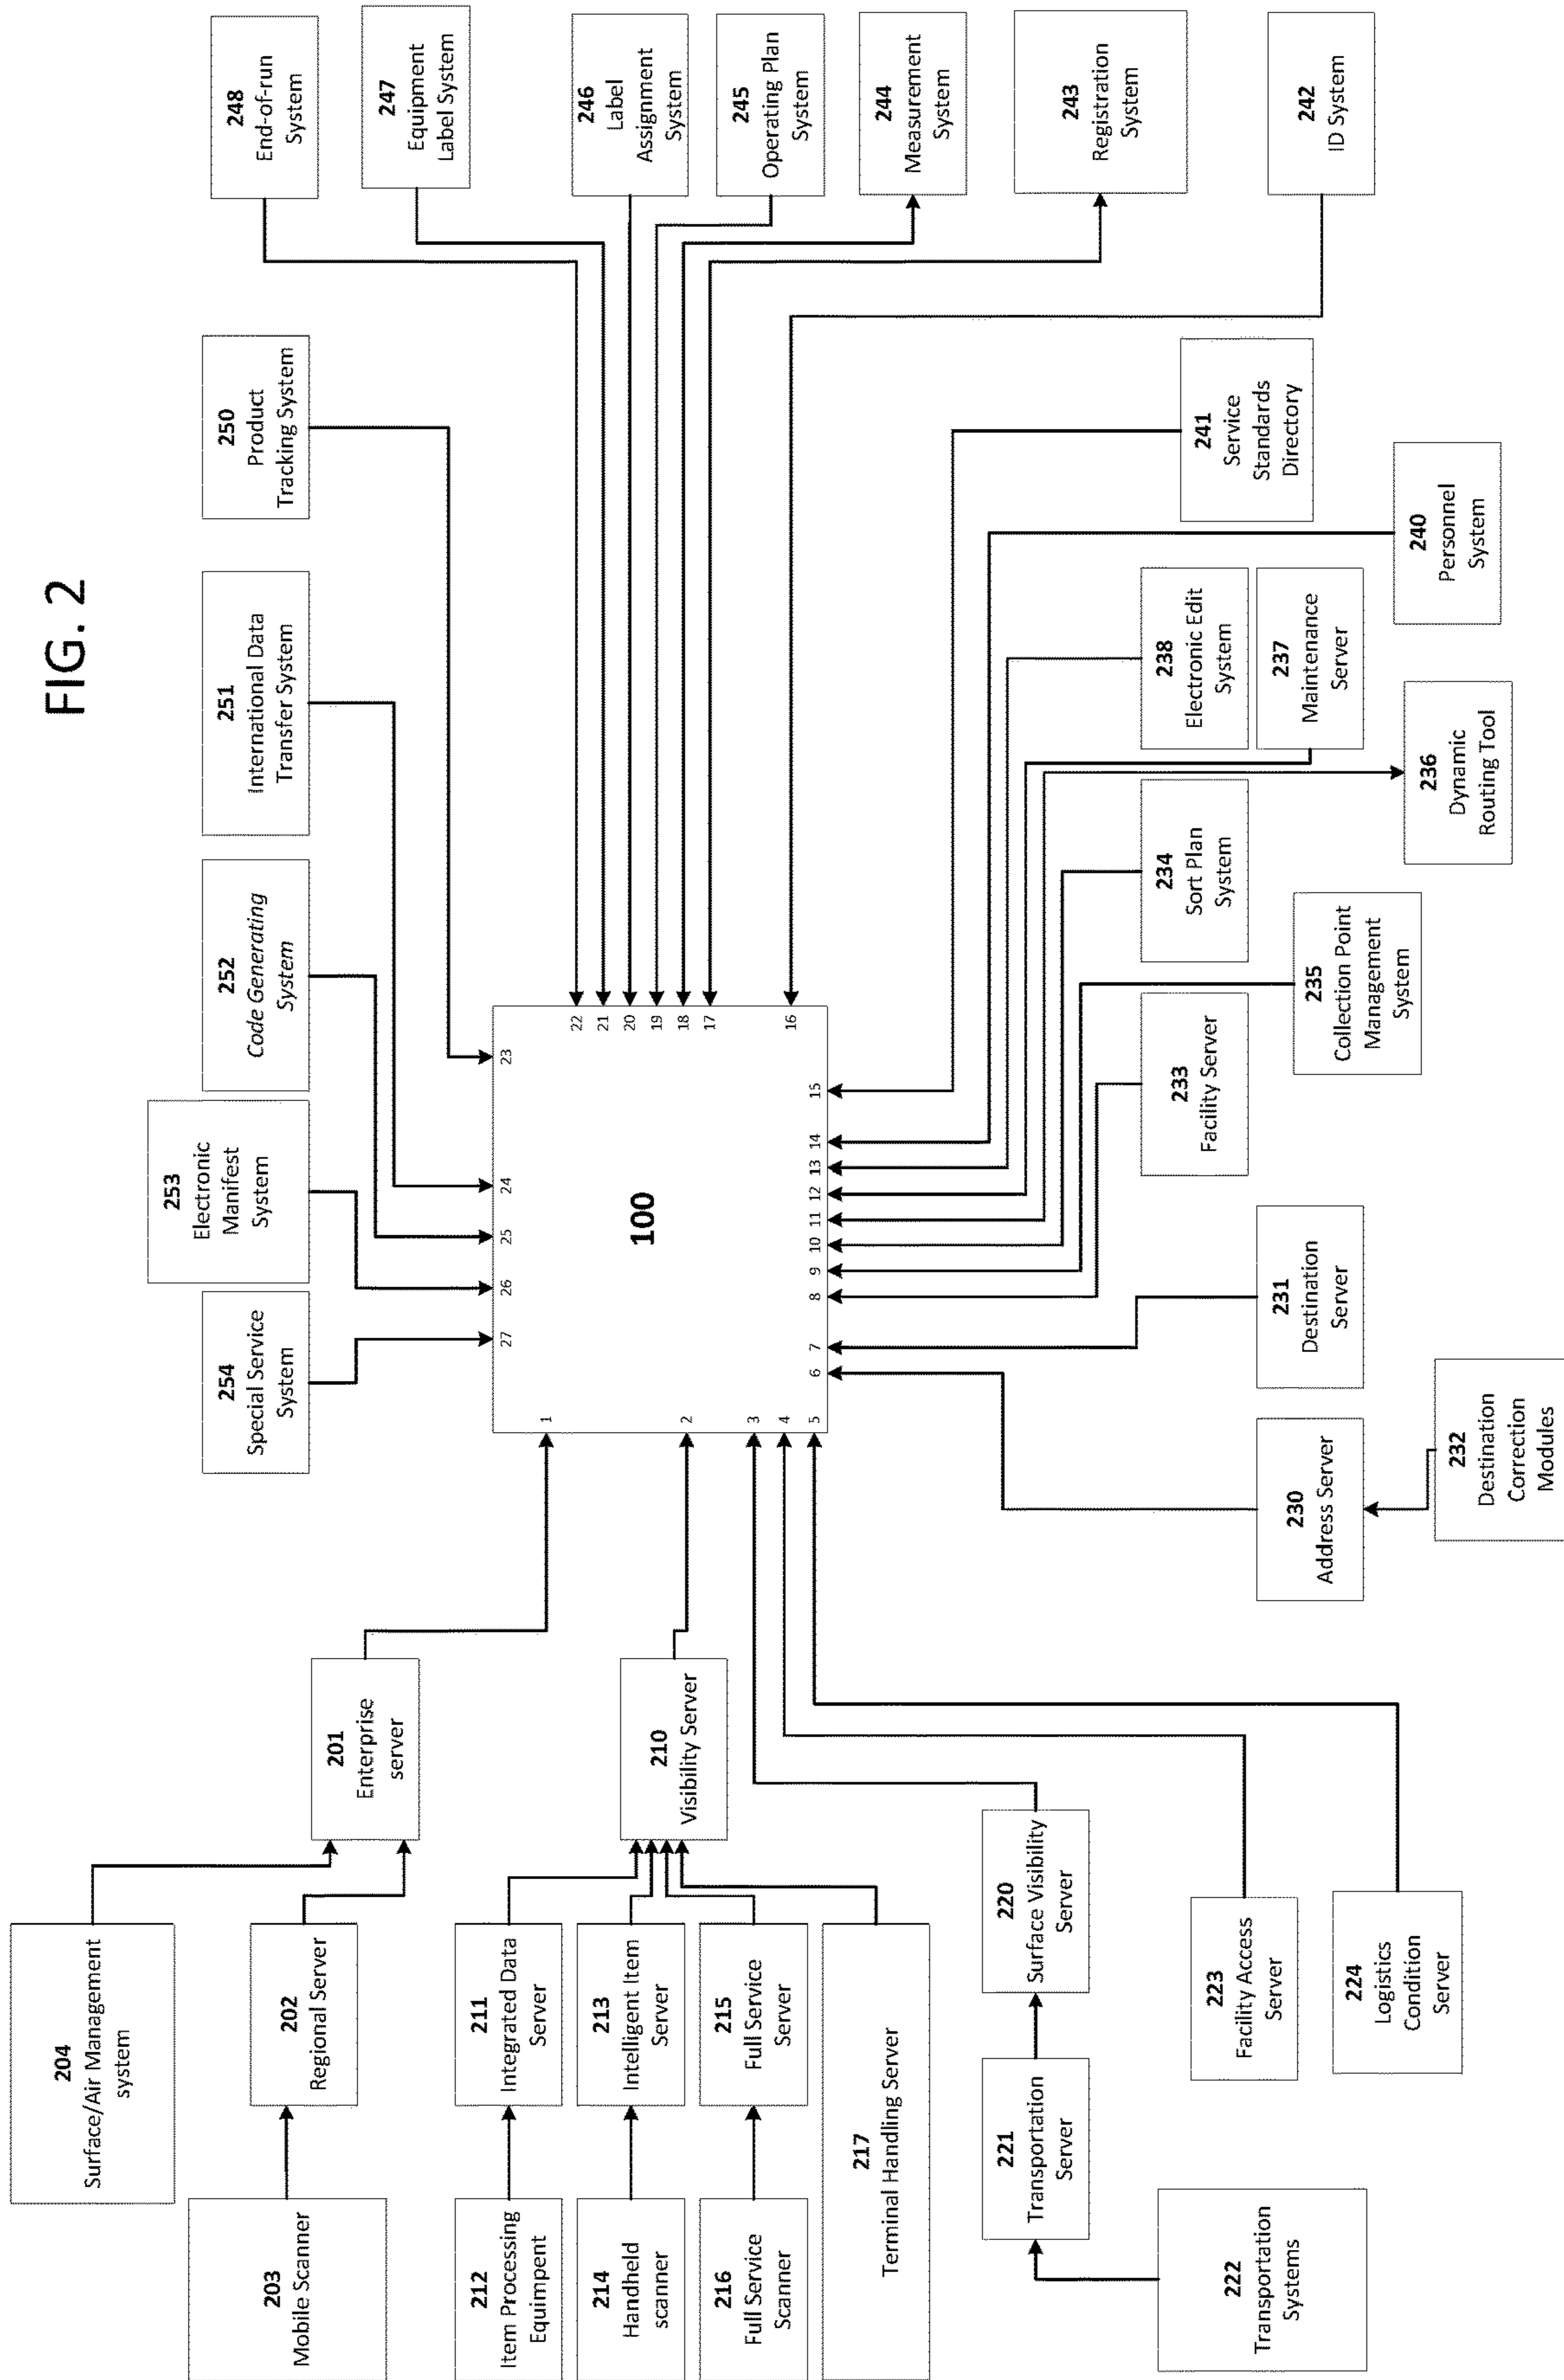 FIG. 2
204
Surface/Air Management
system
203
Mobile Scanner
202
Regional Server
201
Enterprise
server
212
Item Processing
Equimpent
211
Integrated Data
Server
214
Handheld
scanner
213
Intelligent Item
Server
216
Full Service
Scanner
215
Full Service
Server
217
Terminal Handling Server
210
Visibility Server
222
Transportation
Systems
221
Transportation
Server
220
Surface Visibility
Server
223
Facility Access
Server
224
Logistics
Condition
Server
254
Special Service
System
253
Electronic
Manifest
System
252
Code Generating
System
251
International Data
Transfer System
250
Product
Tracking System
248
End-of-run
System
247
Equipment
Label System
246
Label
Assignment
System
245
Operating Plan
System
244
Measurement
System
243
Registration
System
242
ID System
100
1
2
3
4
5
6
7
8
9
10
11
12
13
14
15
16
17
18
19
20
21
22
23
24
25
26
27
230
Address Server
232
Destination
Correction
Modules
231
Destination
Server
233
Facility Server
235
Collection Point
Management
System
234
Sort Plan
System
236
Dynamic
Routing Tool
237
Maintenance
Server
238
Electronic Edit
System
240
Personnel
System
241
Service
Standards
Directory